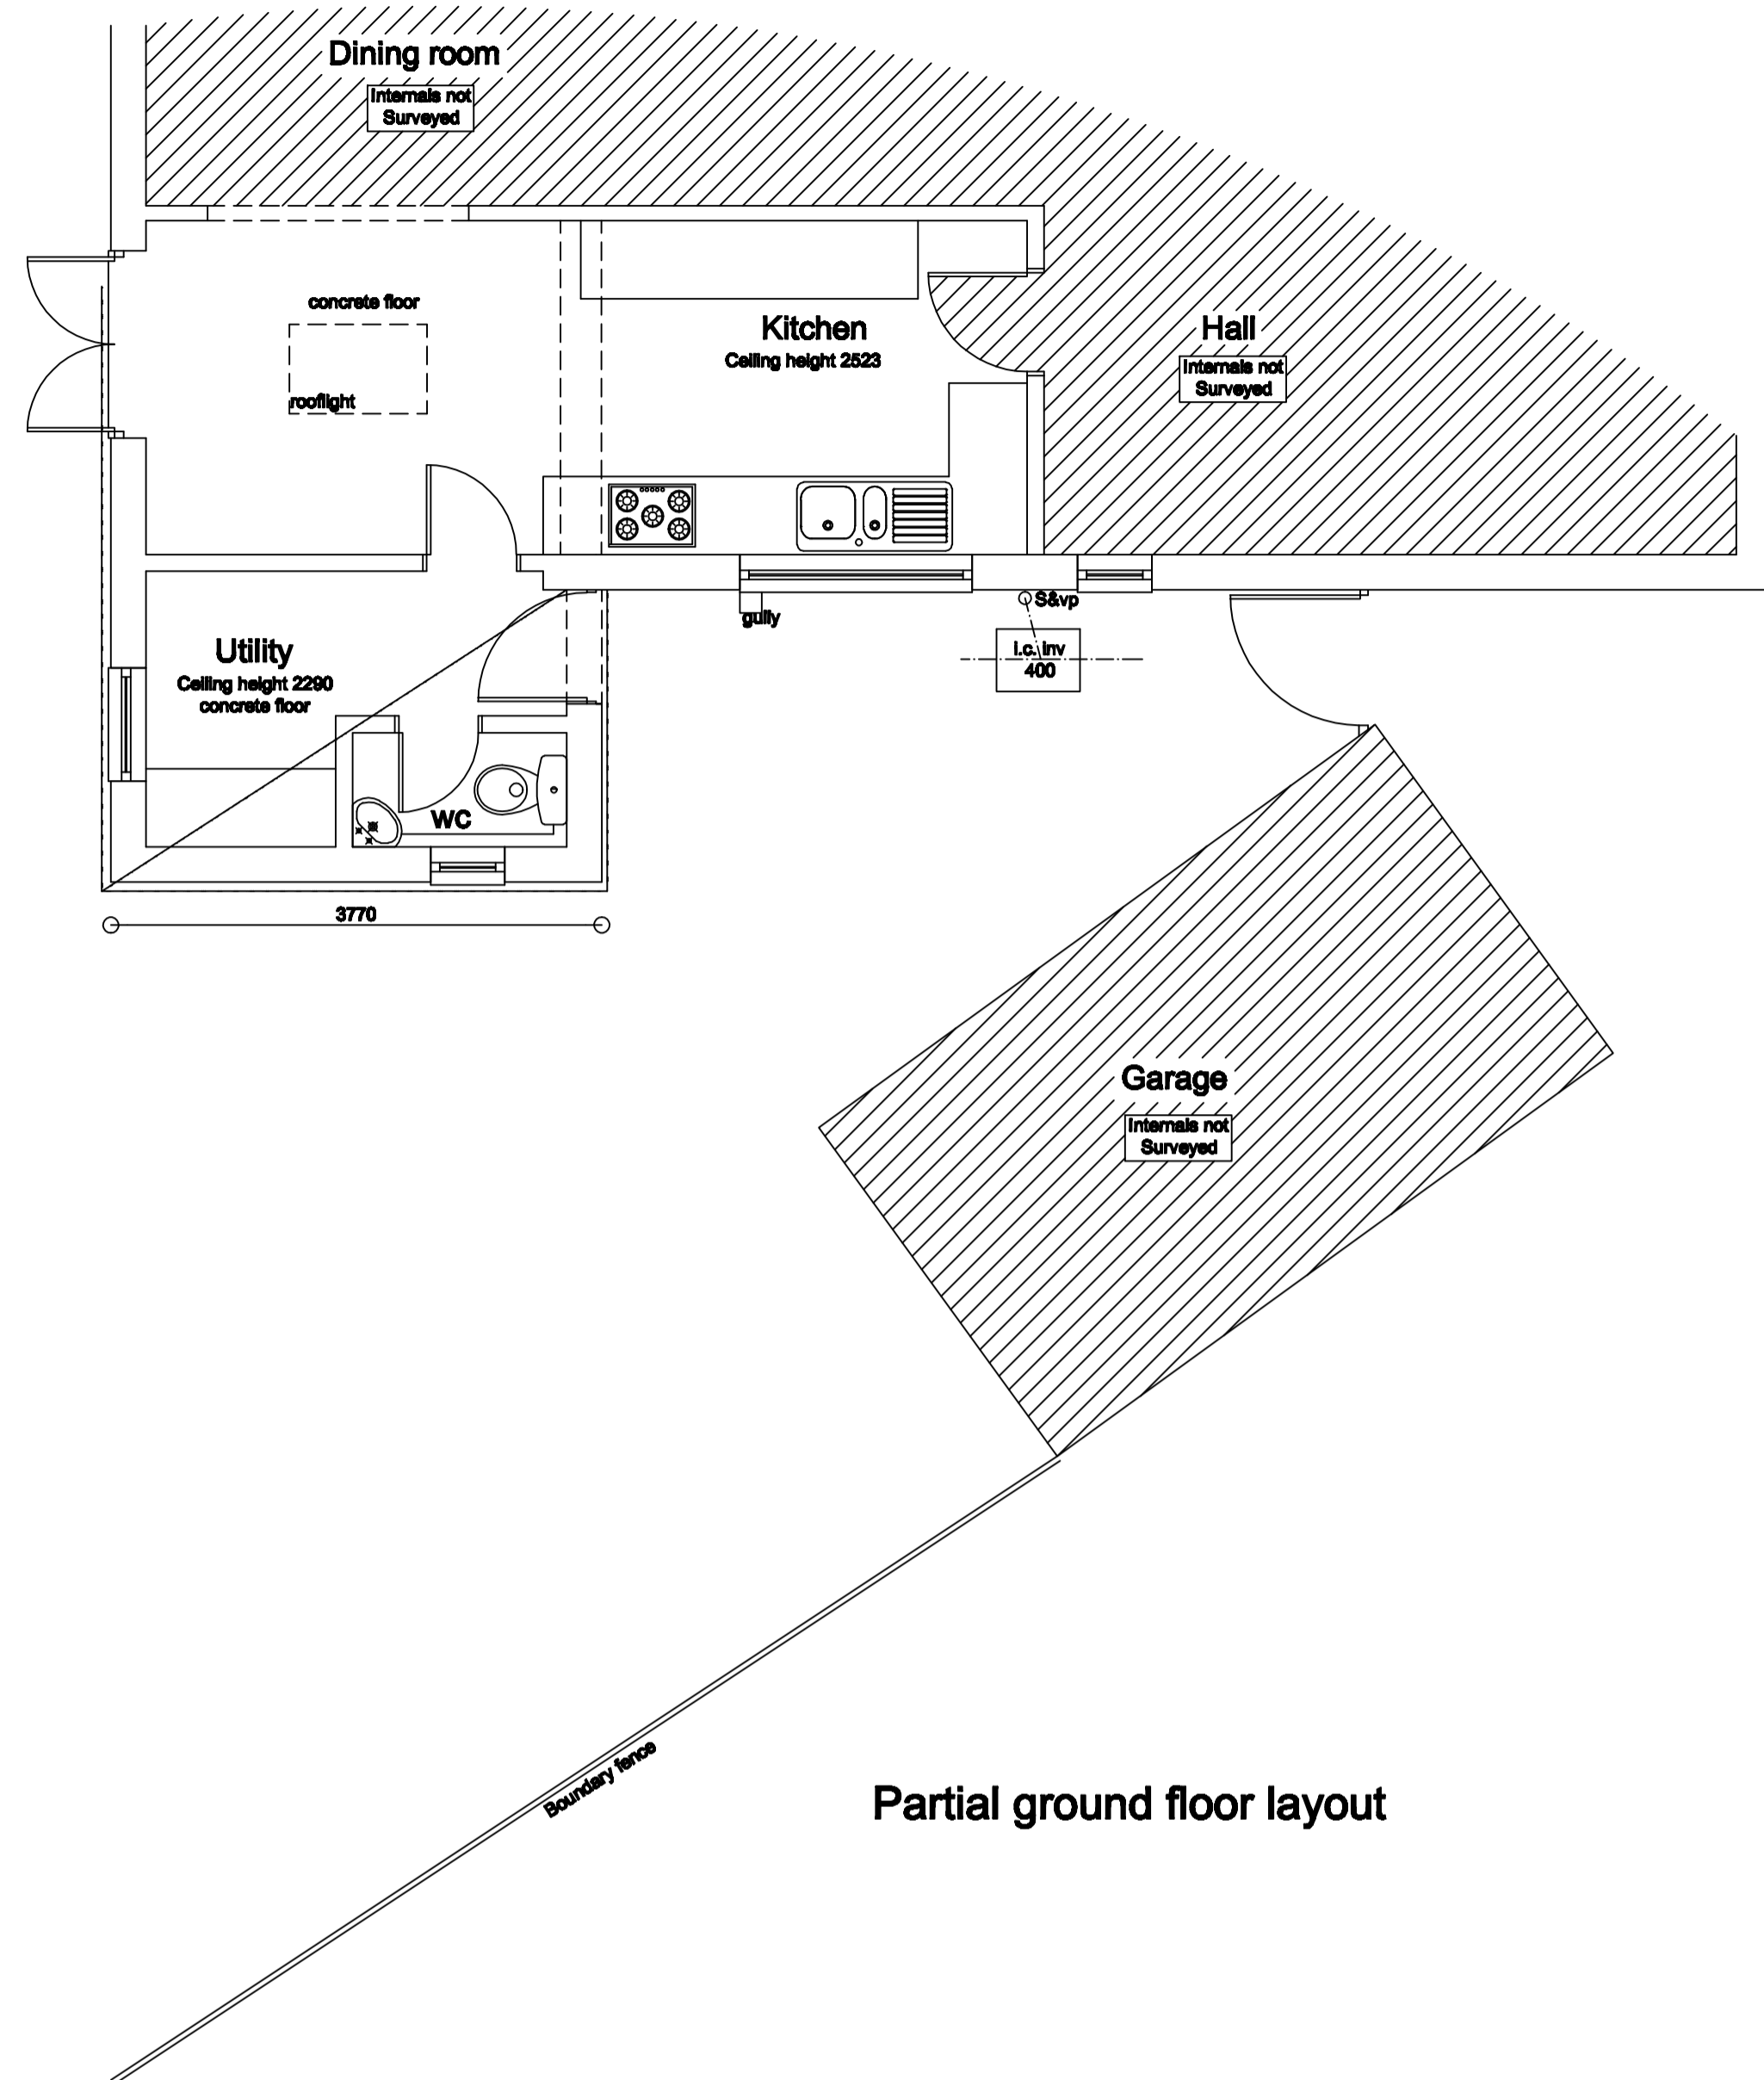 Dining room
Internals not
Surveyed
concrete floor
rooflight
Kitchen
Ceiling height 2523
Hall
Internals not
Surveyed
gully
S&vp
i.c. inv
400
Utility
Ceiling height 2290
concrete floor
WC
3770
Garage
Internals not
Surveyed
Boundary fence
Partial ground floor layout